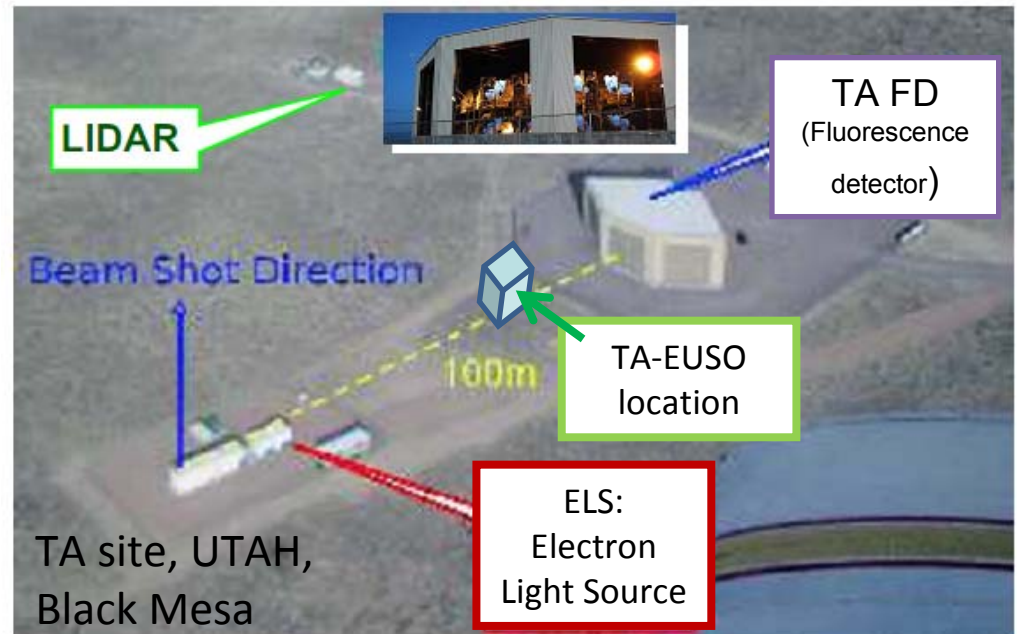 LIDAR
TA FD
(Fluorescence
detector)
Beam Shot Direction
100m
TA-EUSO
location
ELS:
Electron
Light Source
TA site, UTAH,
Black Mesa